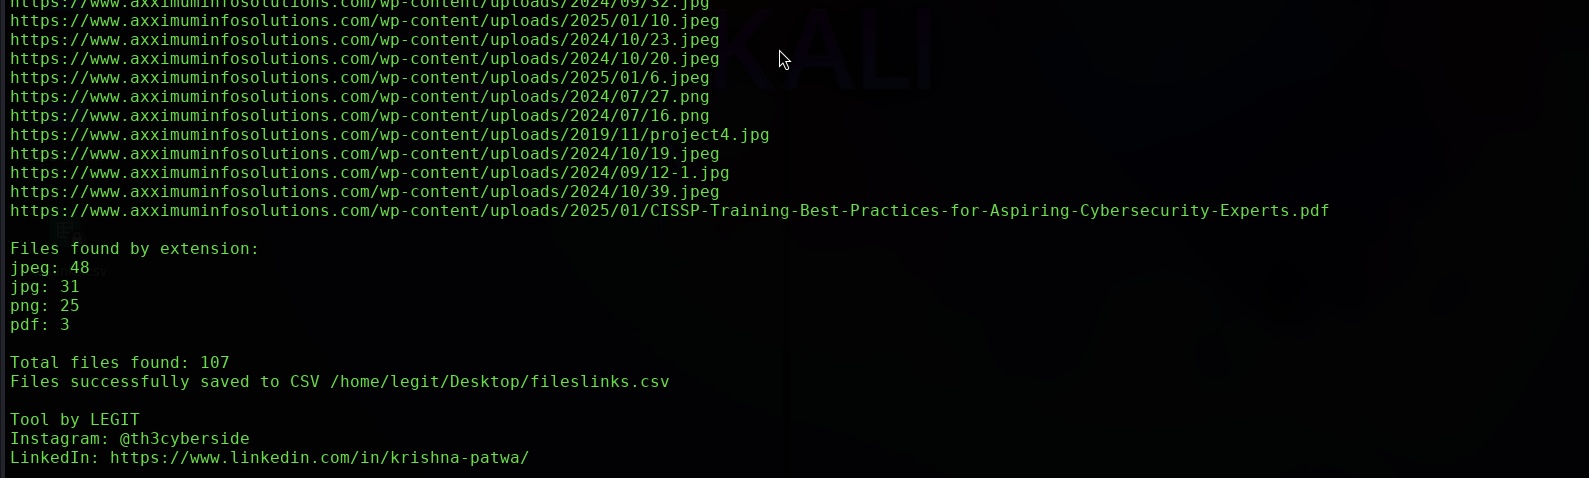 https://www.axximuminfosolutions.com/wp-content/uploads/2024/09/32.jpg
https://www.axximuminfosolutions.com/wp-content/uploads/2025/01/10.jpeg
https://www.axximuminfosolutions.com/wp-content/uploads/2024/10/23.jpeg
https://www.axximuminfosolutions.com/wp-content/uploads/2024/10/20.jpeg
https://www.axximuminfosolutions.com/wp-content/uploads/2025/01/6.jpeg
https://www.axximuminfosolutions.com/wp-content/uploads/2024/07/27.png
https://www.axximuminfosolutions.com/wp-content/uploads/2024/07/16.png
https://www.axximuminfosolutions.com/wp-content/uploads/2019/11/project4.jpg
https://www.axximuminfosolutions.com/wp-content/uploads/2024/10/19.jpeg
https://www.axximuminfosolutions.com/wp-content/uploads/2024/09/12-1.jpg
https://www.axximuminfosolutions.com/wp-content/uploads/2024/10/39.jpeg
https://www.axximuminfosolutions.com/wp-content/uploads/2025/01/CISSP-Training-Best-Practices-for-Aspiring-Cybersecurity-Experts.pdf
Files found by extension:
jpeg: 48
jpg: 31
png: 25
pdf: 3
Total files found: 107
Files successfully saved to CSV /home/legit/Desktop/fileslinks.csv
Tool by LEGIT
Instagram: @th3cyberside
LinkedIn: https://www.linkedin.com/in/krishna-patwa/
KALI